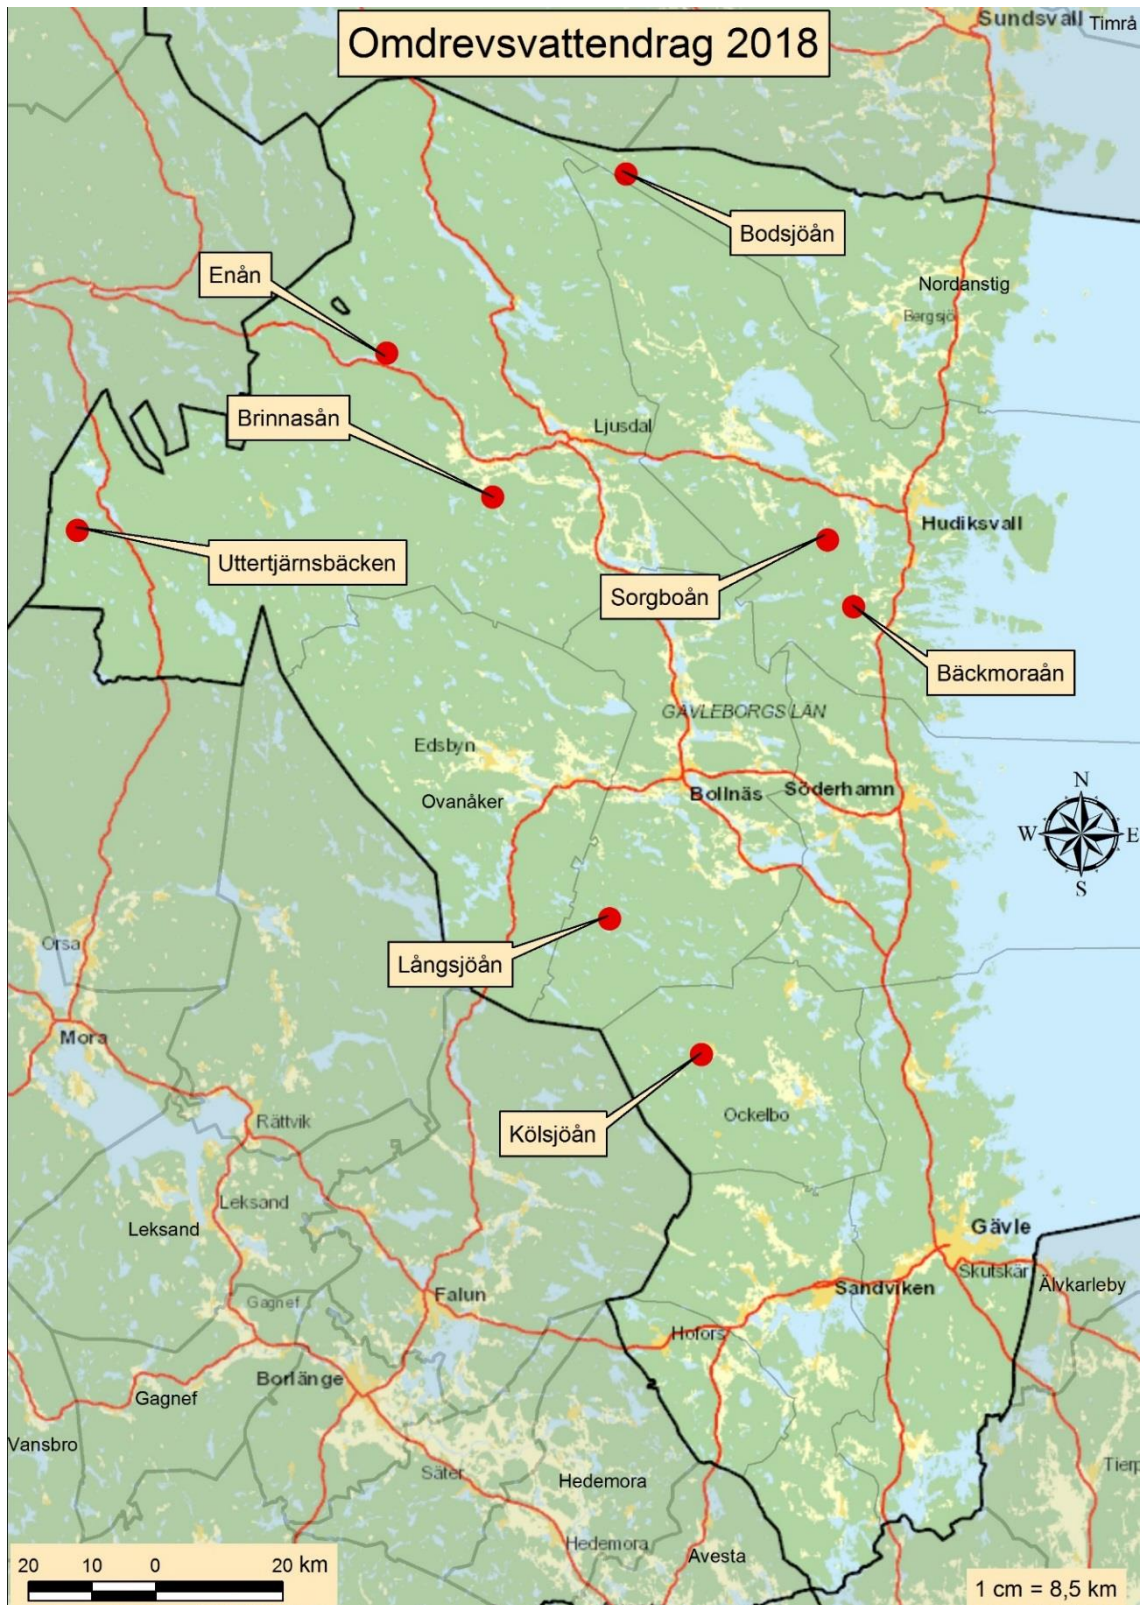 Omdrevsvattendrag 2018
Sundsvall
Timrå
Bodsjöån
Enån
Nordanstig
Bergsjö
Brinnasån
Ljusdal
Hudiksvall
Uttertjärnsbäcken
Sorgboån
Bäckmoraån
GÄVLEBORGS LÄN
Edsbyn
Ovanåker
Bollnäs
Söderhamn
N
W
E
S
Långsjöån
Orsa
Mora
Kölsjöån
Ockelbo
Rättvik
Leksand
Leksand
Gävle
Skutskär
Älvkarleby
Sandviken
Falun
Gagnef
Hofors
Borlänge
Gagnef
Vansbro
Säter
Hedemora
Tierp
Hedemora
Avesta
20 10 0 20 km
1 cm = 8,5 km